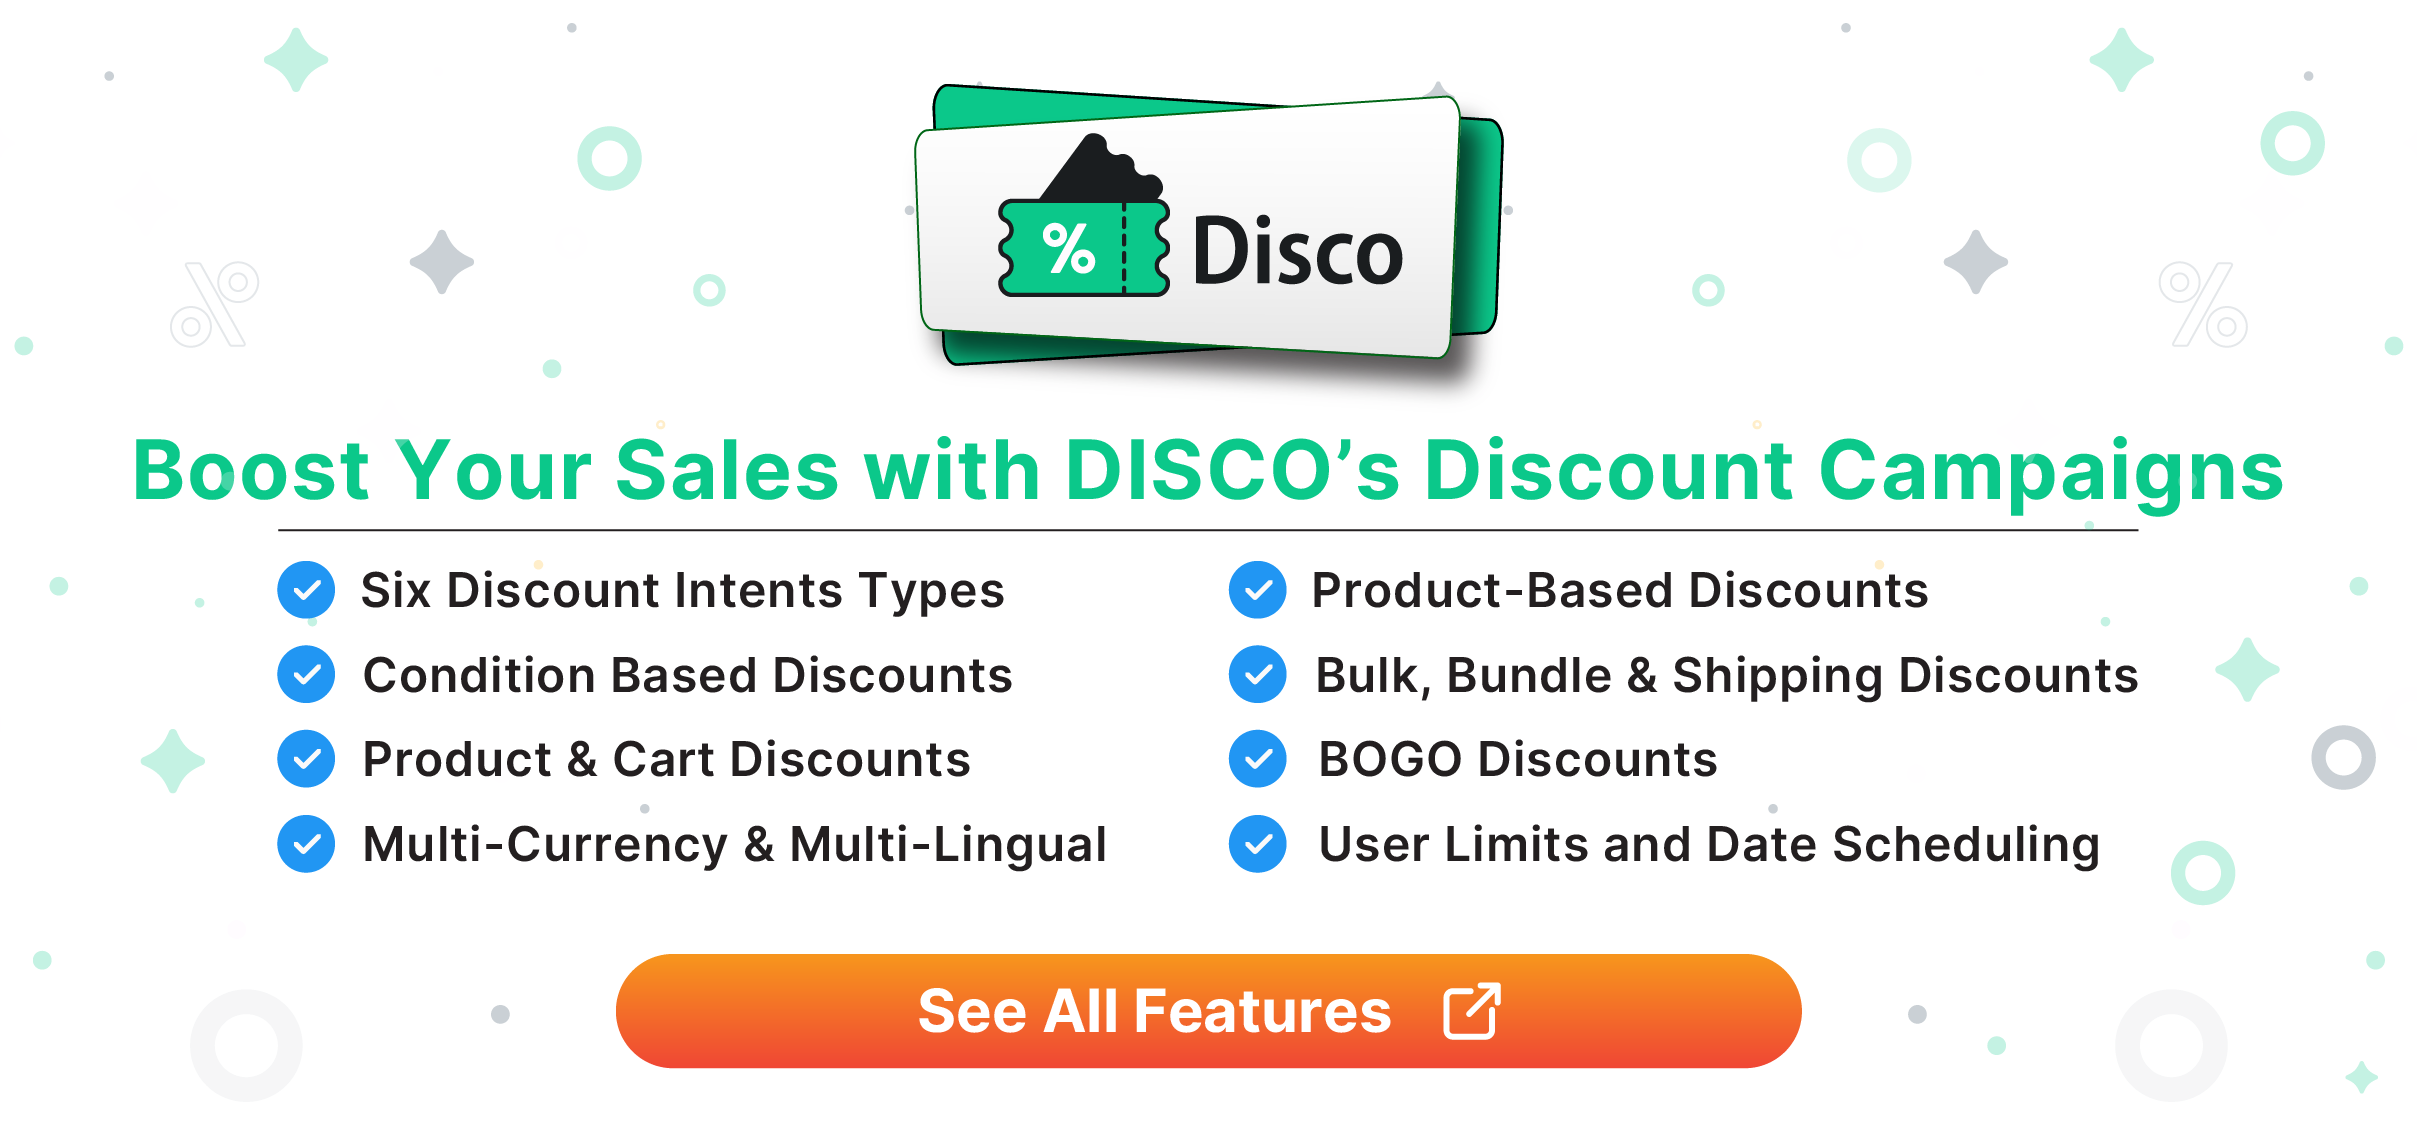 % Disco
Boost Your Sales with DISCO’s Discount Campaigns
Six Discount Intents Types
Product-Based Discounts
Condition Based Discounts
Bulk, Bundle & Shipping Discounts
Product & Cart Discounts
BOGO Discounts
Multi-Currency & Multi-Lingual
User Limits and Date Scheduling
See All Features